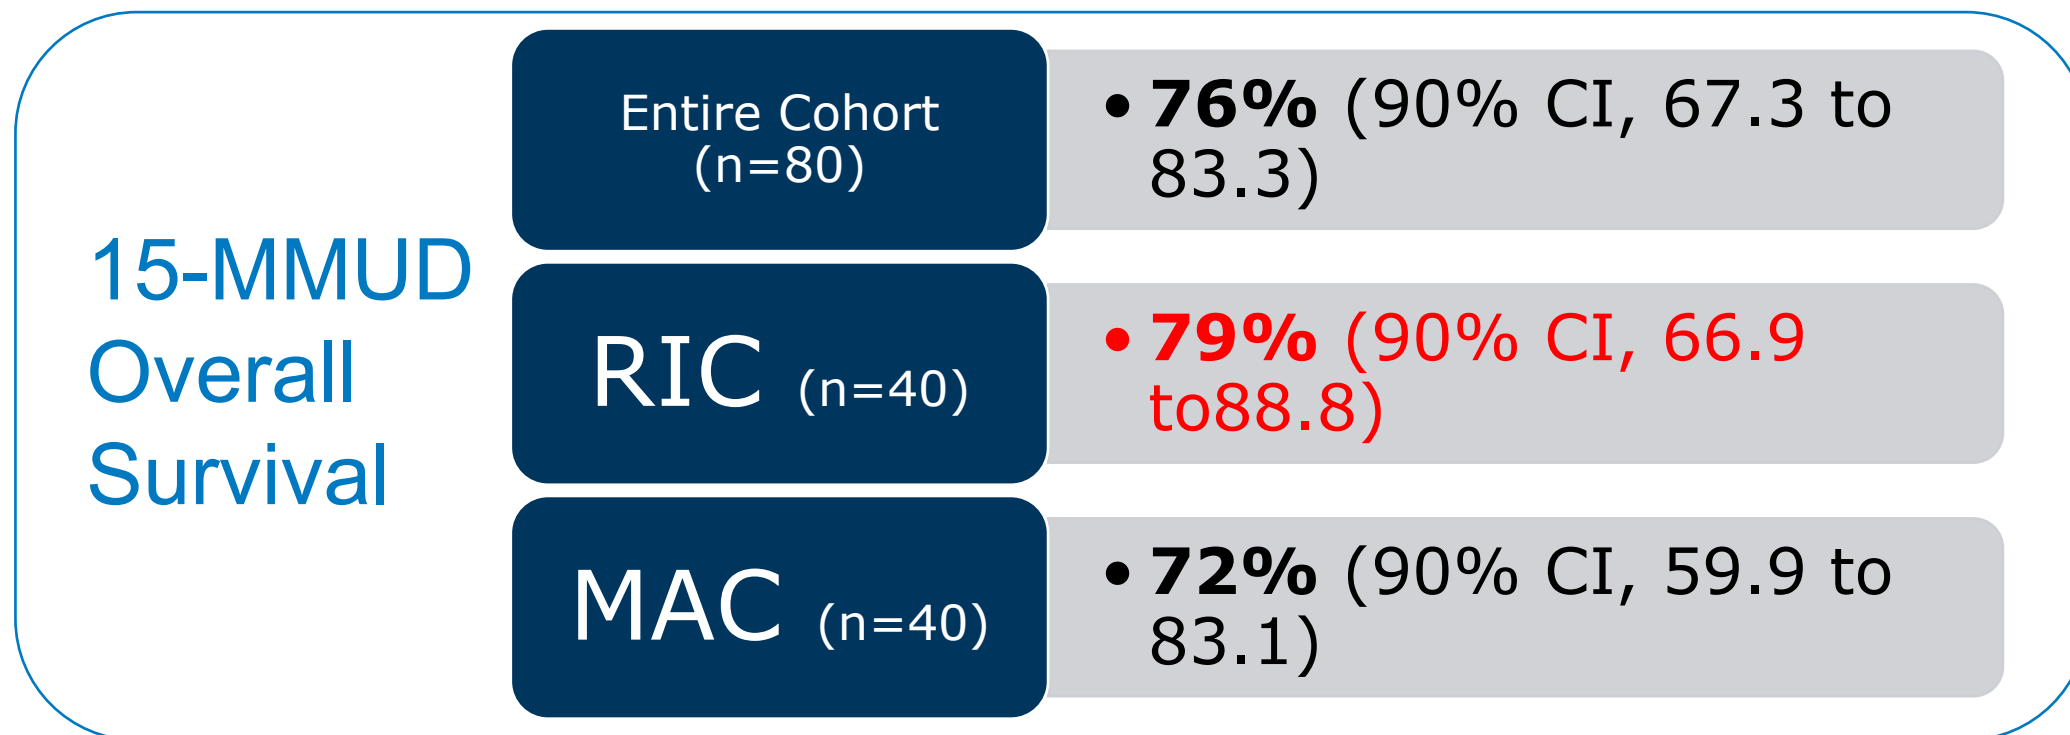 15-MMUD
Overall
Survival
Entire Cohort
(n=80)
• 76% (90% CI, 67.3 to
83.3)
RIC (n=40)
• 79% (90% CI, 66.9
to88.8)
MAC (n=40)
• 72% (90% CI, 59.9 to
83.1)